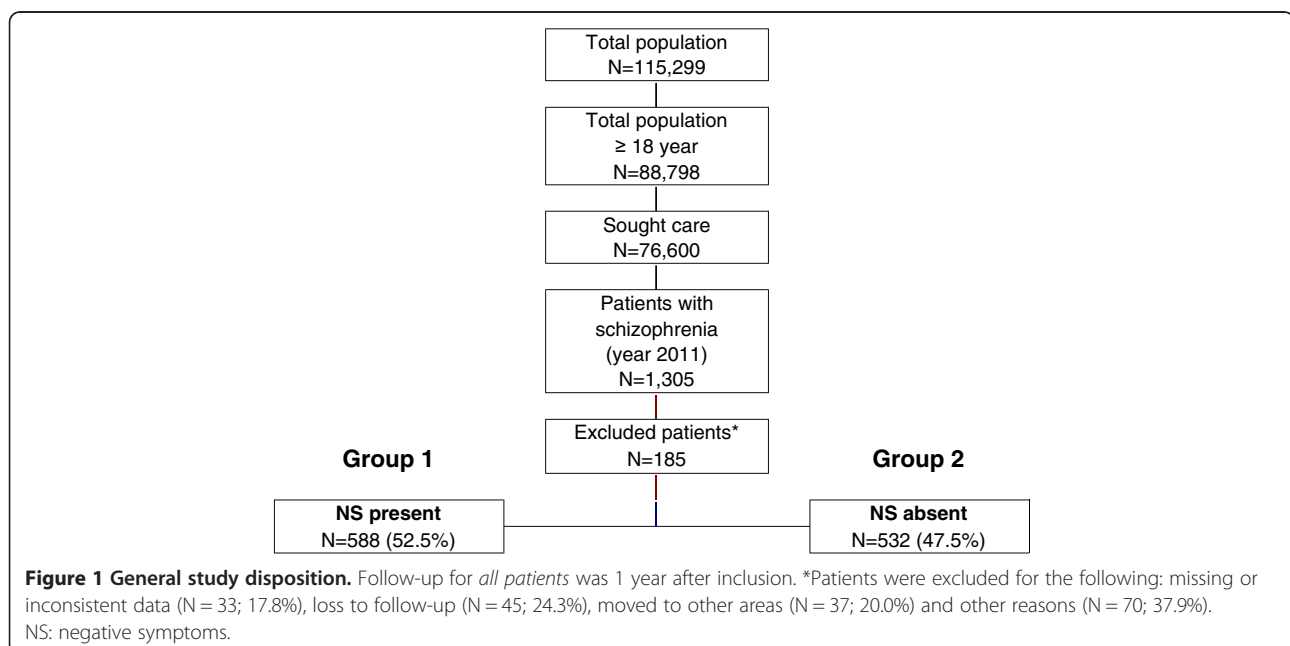 Total population
N=115,299
Total population
≥ 18 year
N=88,798
Sought care
N=76,600
Patients with
schizophrenia
(year 2011)
N=1,305
Excluded patients*
N=185
Group 1
Group 2
NS present
N=588 (52.5%)
NS absent
N=532 (47.5%)
Figure 1 General study disposition. Follow-up for all patients was 1 year after inclusion. *Patients were excluded for the following: missing or
inconsistent data (N = 33; 17.8%), loss to follow-up (N = 45; 24.3%), moved to other areas (N = 37; 20.0%) and other reasons (N = 70; 37.9%).
NS: negative symptoms.